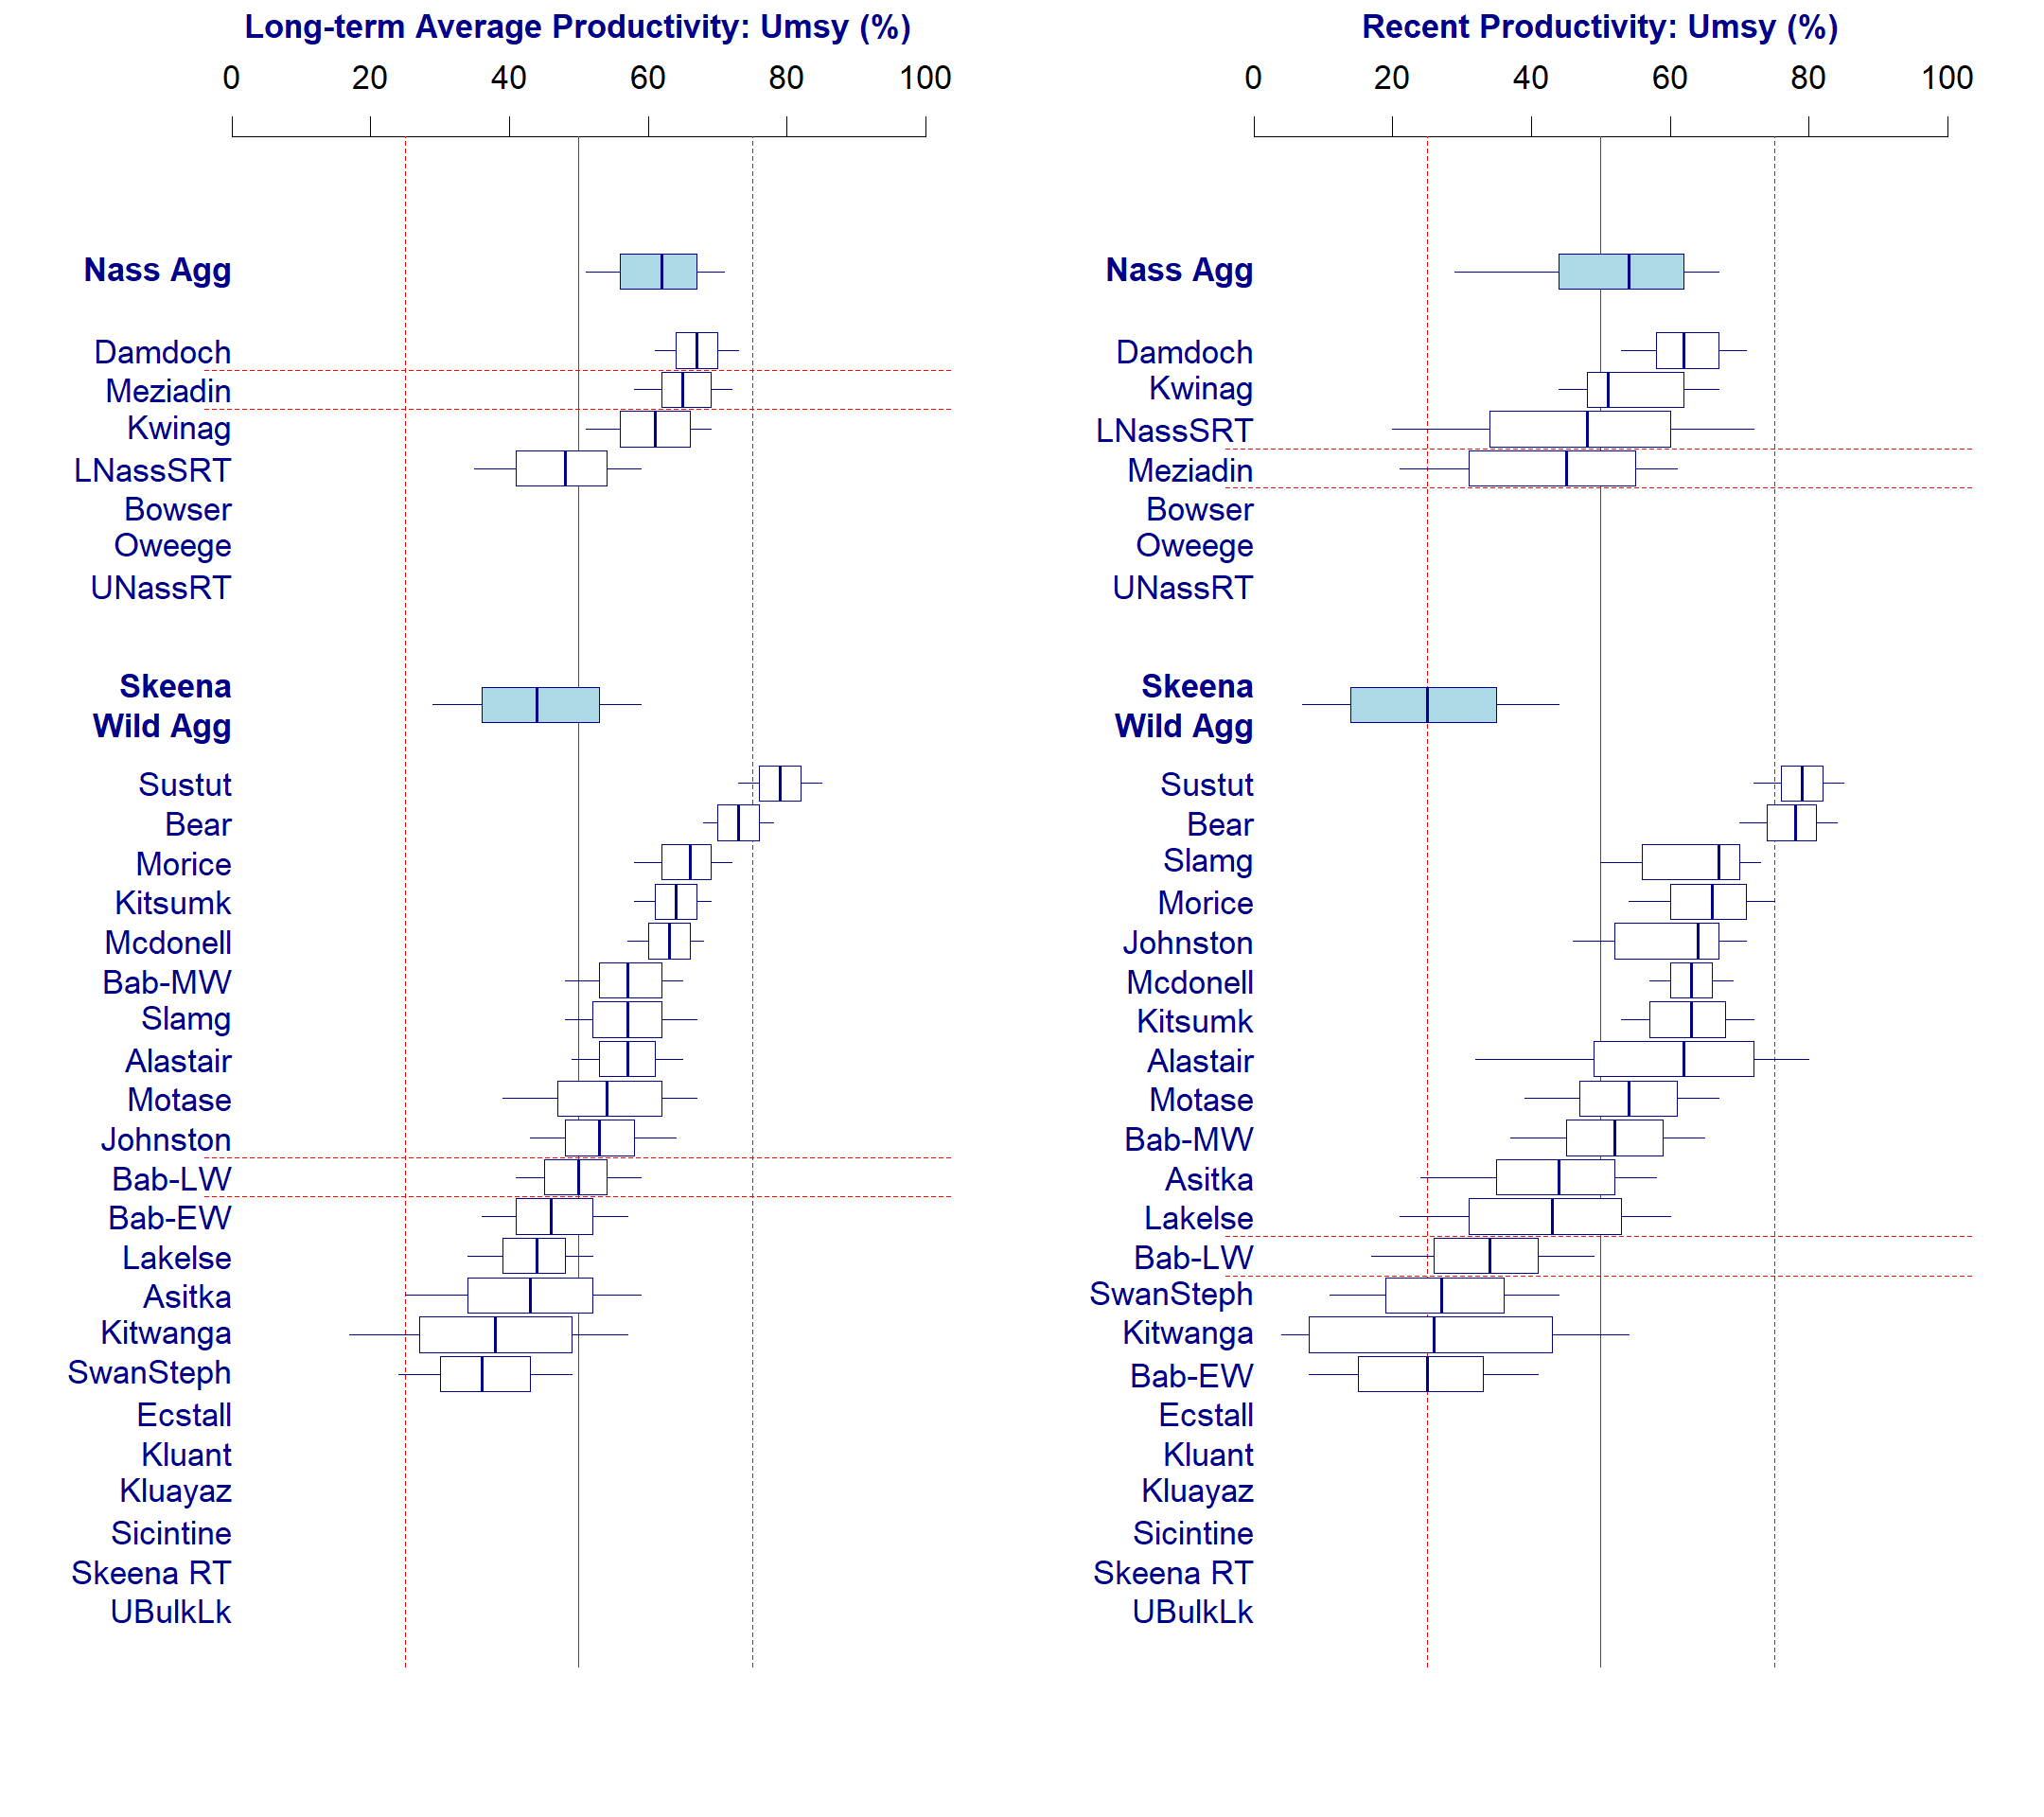 Long-term Average Productivity: Umsy (%)
0 20 40 60 80 100
Nass Agg
Damdoch
Meziadin
Kwinag
LNassSRT
Bowser
Oweege
UNassRT
Skeena
Wild Agg
Sustut
Bear
Morice
Kitsumk
Mcdonell
Bab-MW
Slamg
Alastair
Motase
Johnston
Bab-LW
Bab-EW
Lakelse
Asitka
Kitwanga
SwanSteph
Ecstall
Kluant
Kluayaz
Sicintine
Skeena RT
UBulkLk
Recent Productivity: Umsy (%)
0 20 40 60 80 100
Nass Agg
Damdoch
Kwinag
LNassSRT
Meziadin
Bowser
Oweege
UNassRT
Skeena
Wild Agg
Sustut
Bear
Slamg
Morice
Johnston
Mcdonell
Kitsumk
Alastair
Motase
Bab-MW
Asitka
Lakelse
Bab-LW
SwanSteph
Kitwanga
Bab-EW
Ecstall
Kluant
Kluayaz
Sicintine
Skeena RT
UBulkLk